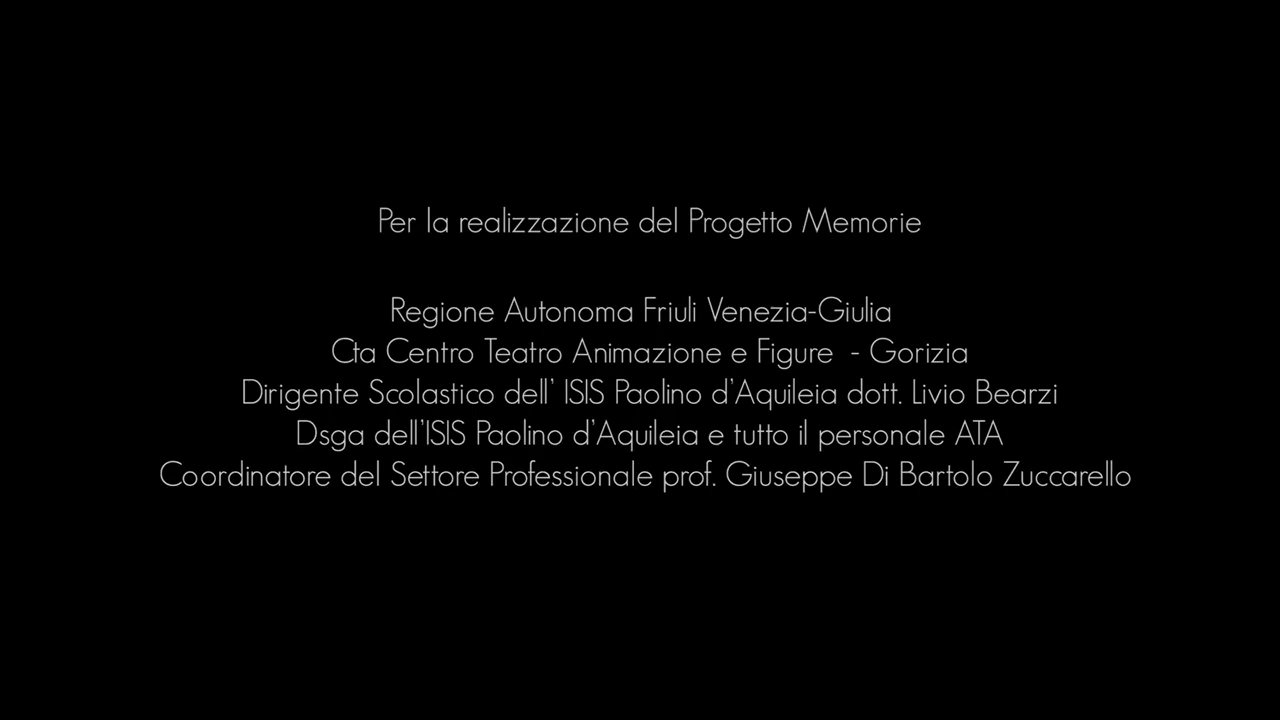 Per la realizzazione del Progetto Memorie
Regione Autonoma Friuli Venezia-Giulia
Cta Centro Teatro Animazione e Figure - Gorizia
Dirigente Scolastico dell' ISIS Paolino d'Aquileia dott. Livio Bearzi
Dsga dell'ISIS Paolino d'Aquileia e tutto il personale ATA
Coordinatore del Settore Professionale prof. Giuseppe Di Bartolo Zuccarello